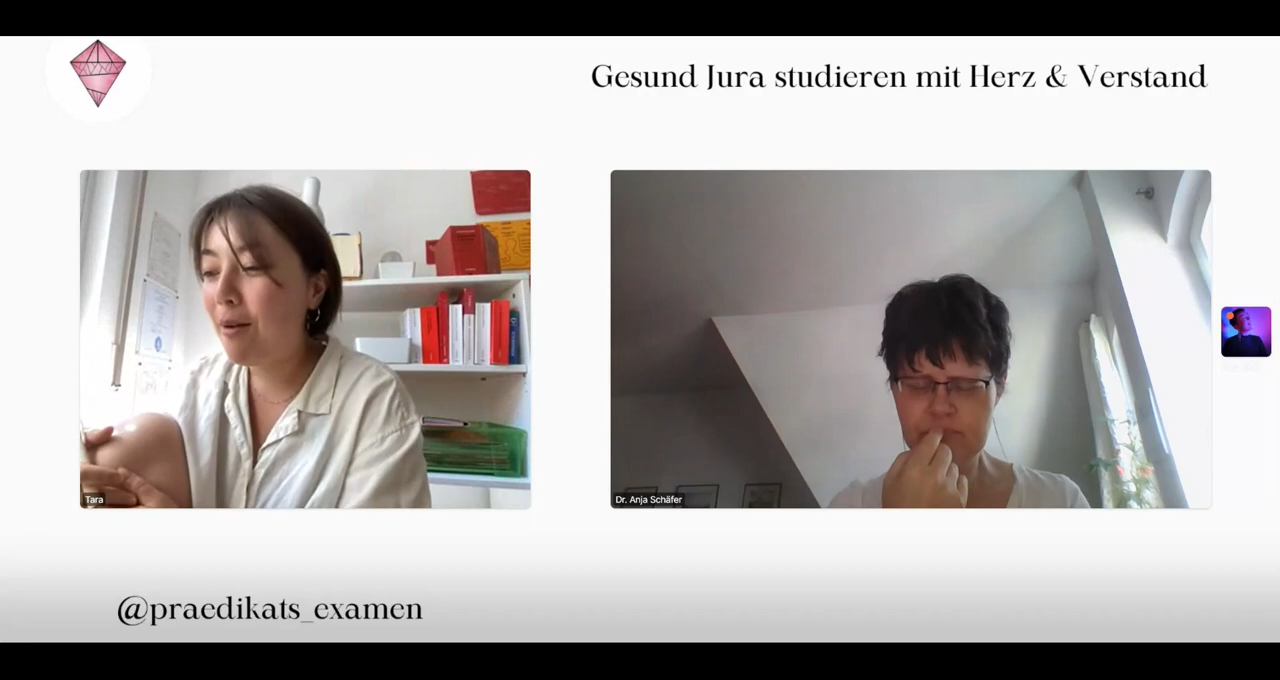 Gesund Jura studieren mit Herz & Verstand
Tara
Dr. Anja Schäfer
@praedikats_examen